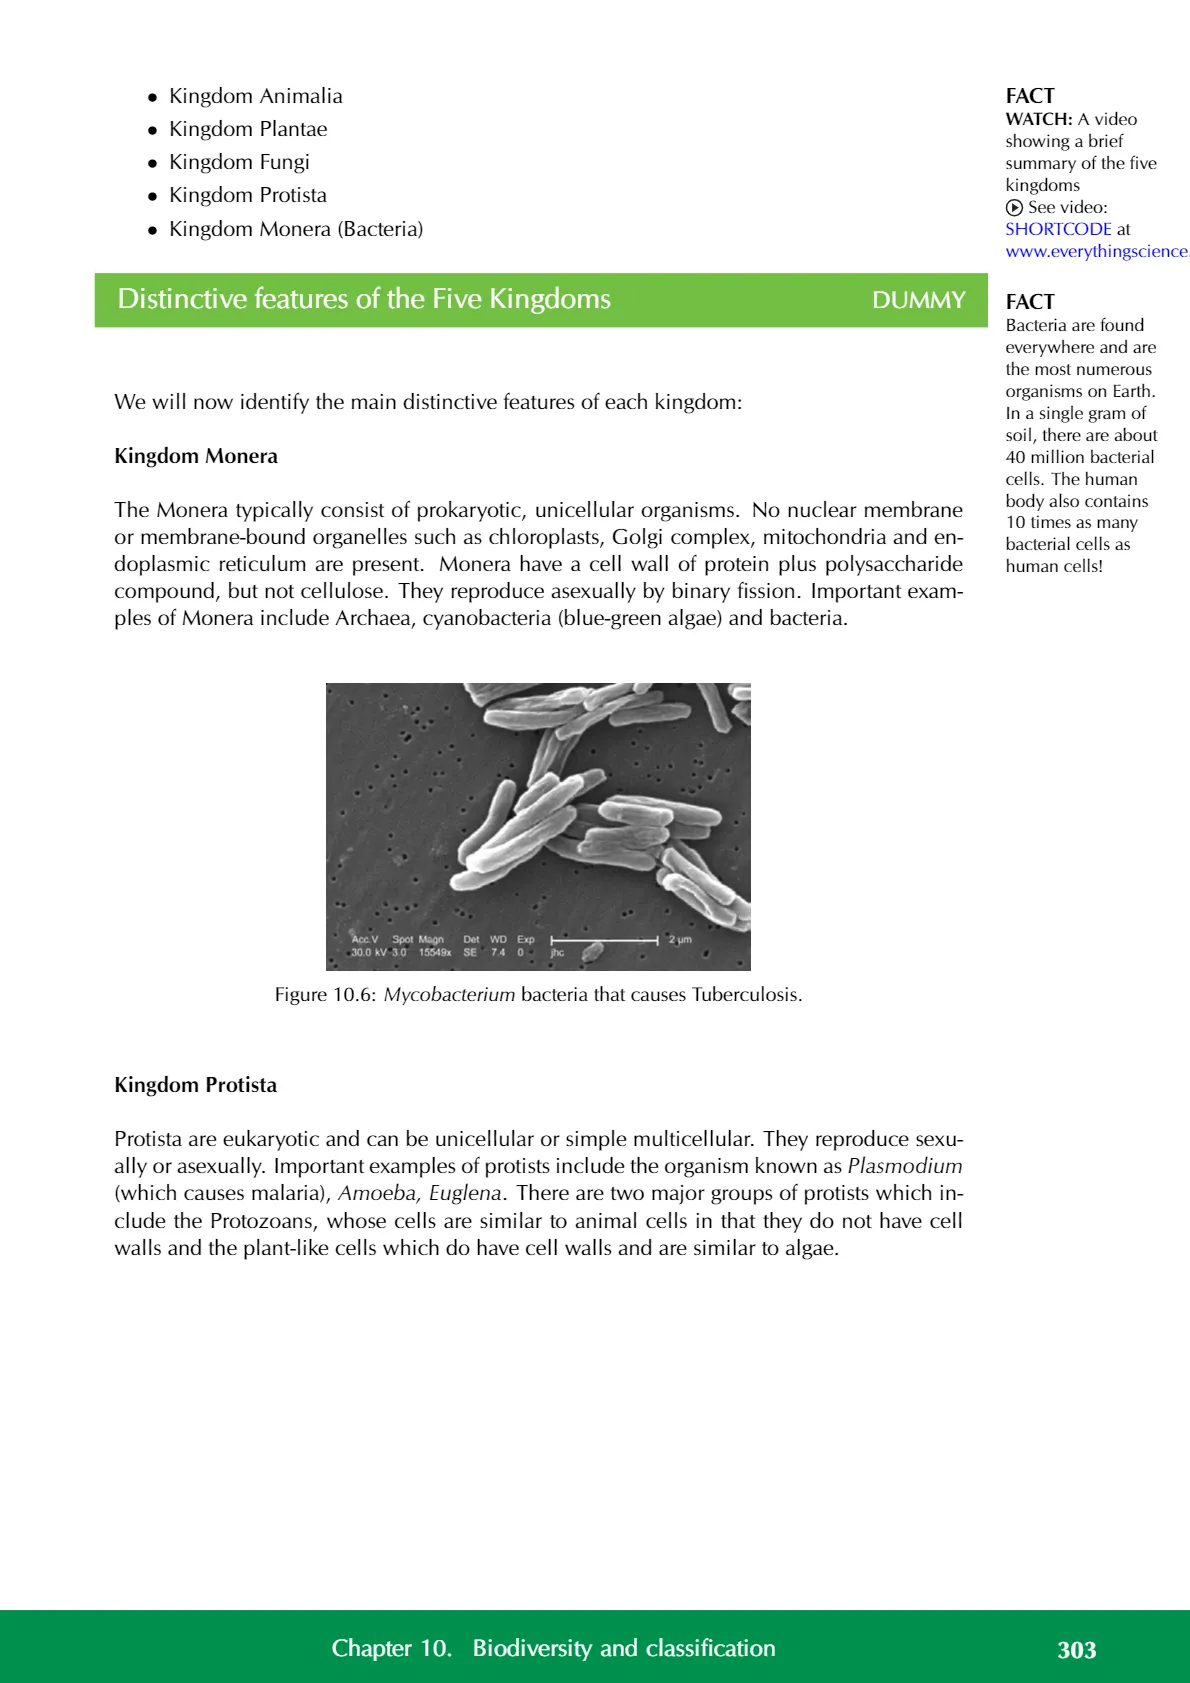 • Kingdom Animalia
• Kingdom Plantae
• Kingdom Fungi
• Kingdom Protista
• Kingdom Monera (Bacteria)
FACT
WATCH: A video
showing a brief
summary of the five
kingdoms
See video:
SHORTCODE at
www.everythingscience.
Distinctive features of the Five Kingdoms DUMMY
FACT
Bacteria are found
everywhere and are
the most numerous
organisms on Earth.
In a single gram of
soil, there are about
40 million bacterial
cells. The human
body also contains
10 times as many
bacterial cells as
human cells!
We will now identify the main distinctive features of each kingdom:
Kingdom Monera
The Monera typically consist of prokaryotic, unicellular organisms. No nuclear membrane
or membrane-bound organelles such as chloroplasts, Golgi complex, mitochondria and en-
doplasmic reticulum are present. Monera have a cell wall of protein plus polysaccharide
compound, but not cellulose. They reproduce asexually by binary fission. Important exam-
ples of Monera include Archaea, cyanobacteria (blue-green algae) and bacteria.
Acc.V Spot Magn Det WD Exp 2 µm
30.0 kV 3.0 15549x SE 7.4 0 jhc
Figure 10.6: Mycobacterium bacteria that causes Tuberculosis.
Kingdom Protista
Protista are eukaryotic and can be unicellular or simple multicellular. They reproduce sexu-
ally or asexually. Important examples of protists include the organism known as Plasmodium
(which causes malaria), Amoeba, Euglena. There are two major groups of protists which in-
clude the Protozoans, whose cells are similar to animal cells in that they do not have cell
walls and the plant-like cells which do have cell walls and are similar to algae.
Chapter 10. Biodiversity and classification 303